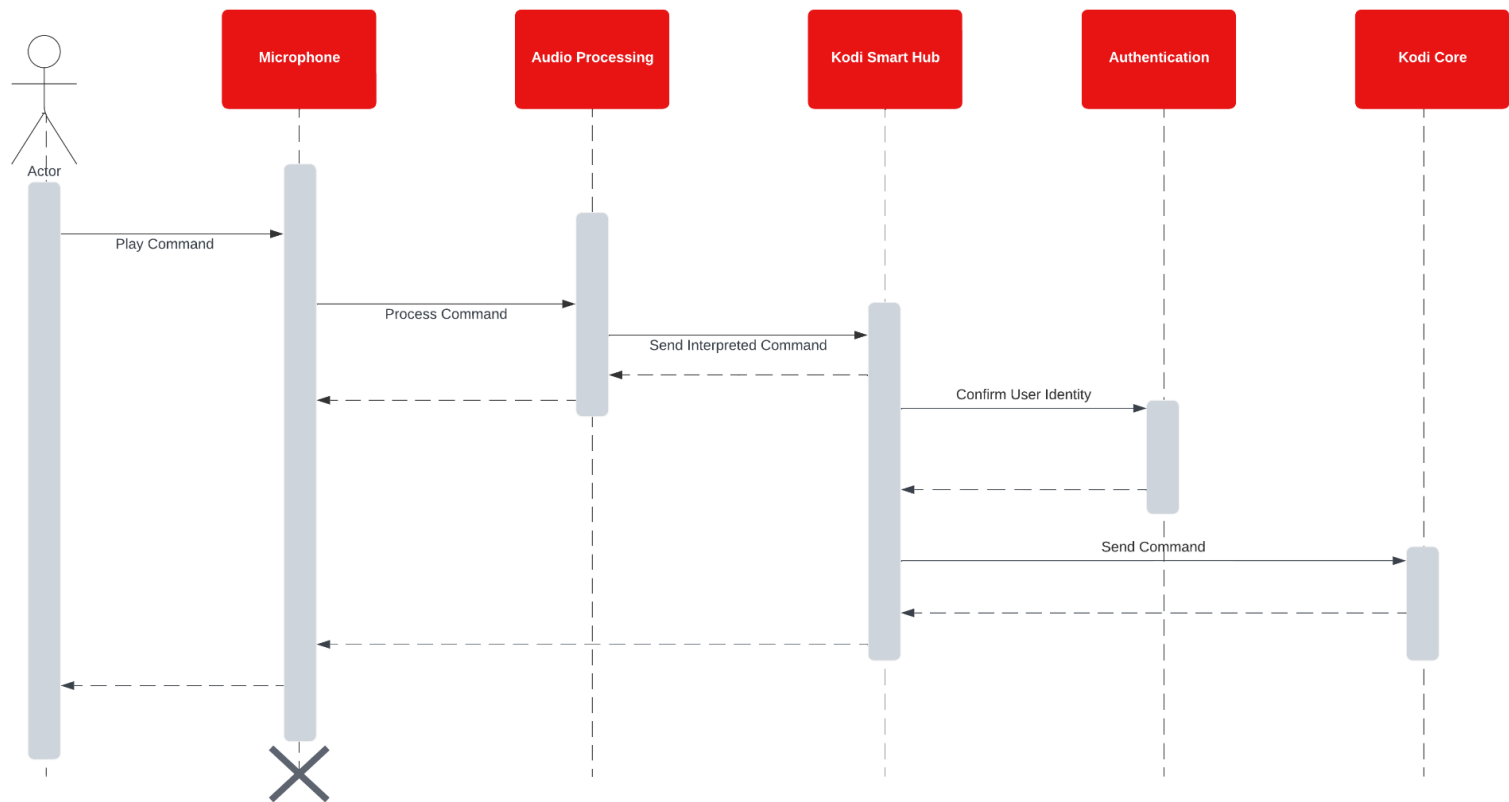 Microphone
Audio Processing
Kodi Smart Hub
Authentication
Kodi Core
Actor
Play Command
Process Command
Send Interpreted Command
Confirm User Identity
Send Command